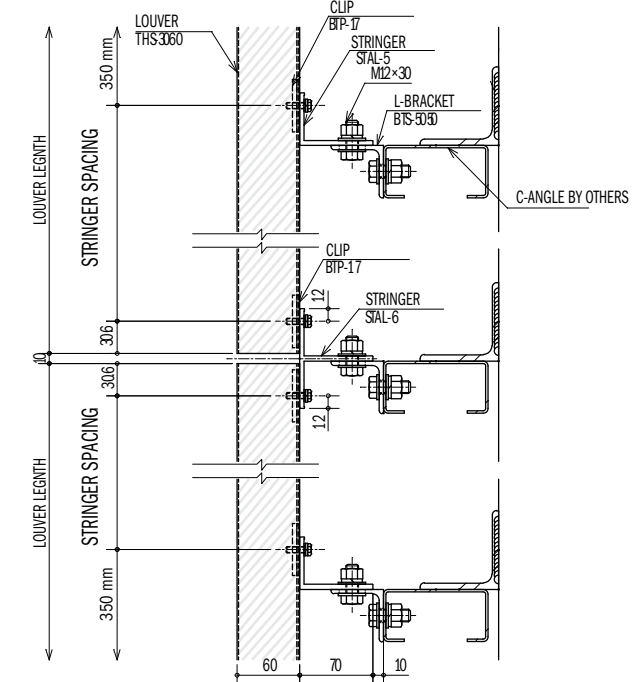 CLIP
BTP-17
LOUVER
THS-3060
STRINGER
STAL-5
M12×30
L-BRACKET
BTS-5050
C-ANGLE BY OTHERS
350 mm
LOUVER LEGNTH
STRINGER SPACING
CLIP
BTP-17
12
STRINGER
STAL-6
30.6
10
30.6
12
STRINGER SPACING
LOUVER LEGNTH
350 mm
60
70
10